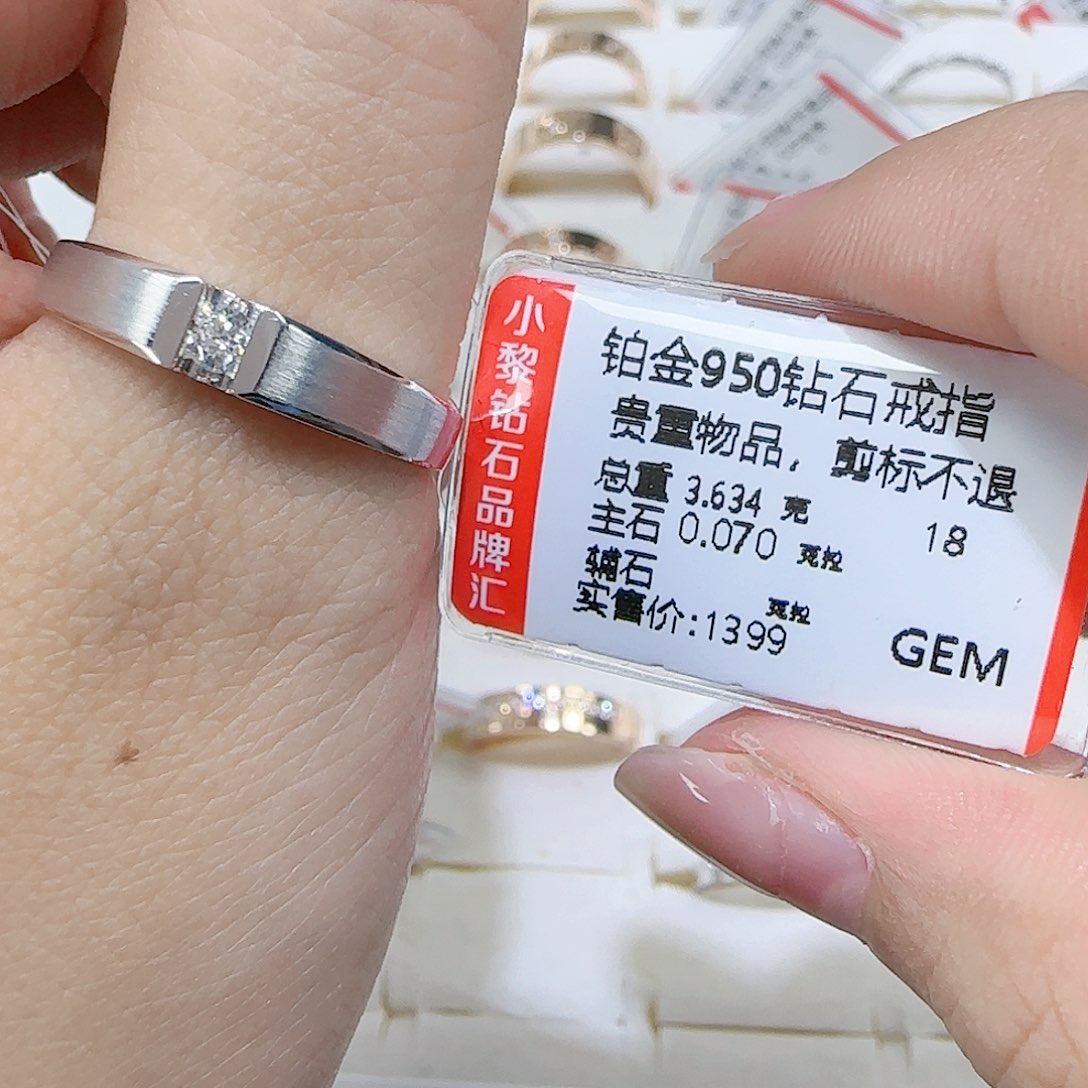 小黎钻石品牌汇
铂金950钻石戒指
贵重物品，剪标不退
总重 3.634 克
18
主石 0.070 克拉
辅石
克拉
实售价:1399
GEM